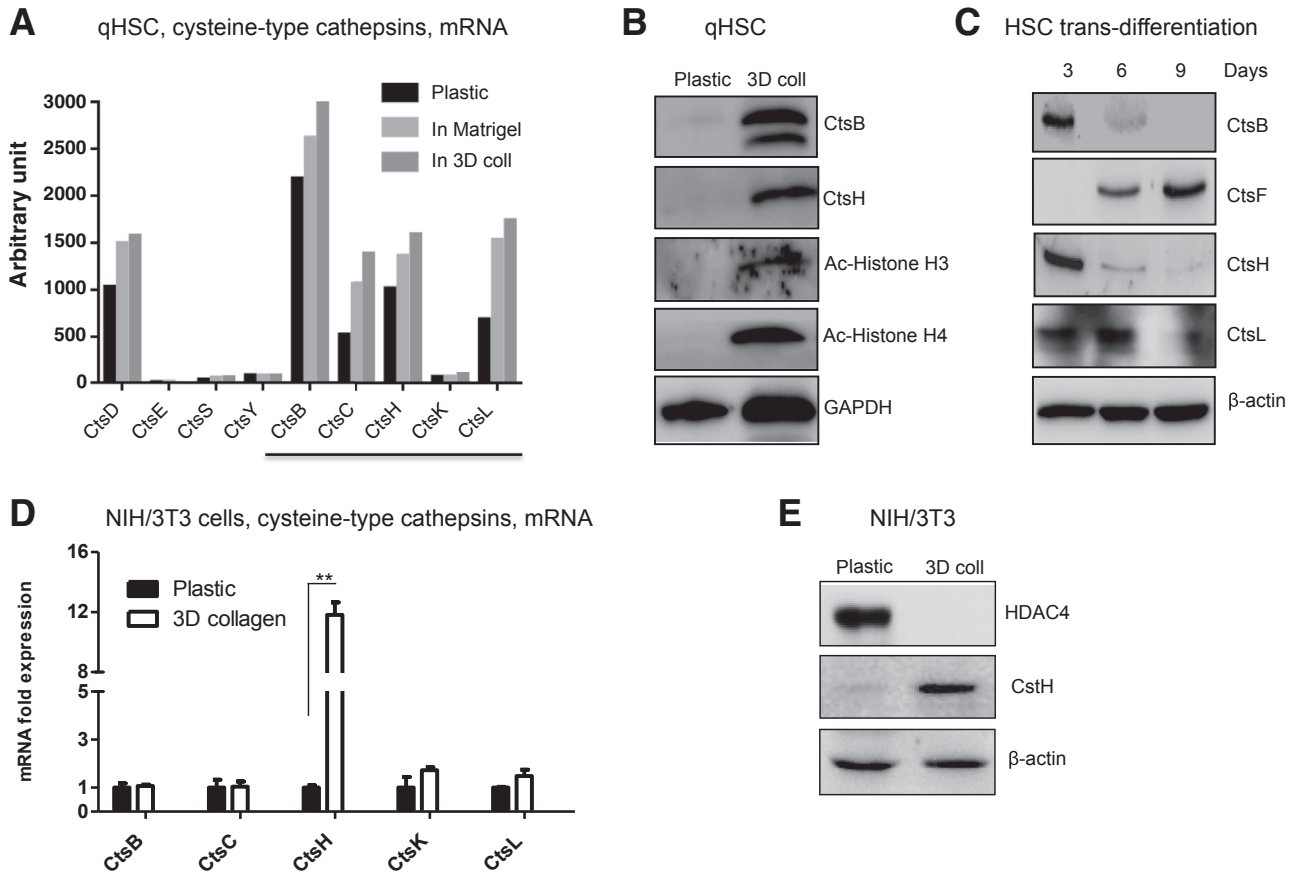 A
qHSC, cysteine-type cathepsins, mRNA
Arbitrary unit
3000
2500
2000
1500
1000
500
0
Plastic
In Matrigel
In 3D coll
CtsD
CtsE
CtsS
CtsY
CtsB
CtsC
CtsH
CtsK
CtsL
B
qHSC
Plastic 3D coll
CtsB
CtsH
Ac-Histone H3
Ac-Histone H4
GAPDH
C
HSC trans-differentiation
3 6 9 Days
CtsB
CtsF
CtsH
CtsL
β-actin
D
NIH/3T3 cells, cysteine-type cathepsins, mRNA
mRNA fold expression
16
12
8
5
3
1
0
Plastic
3D collagen
**
CtsB
CtsC
CtsH
CtsK
CtsL
E
NIH/3T3
Plastic 3D coll
HDAC4
CstH
β-actin